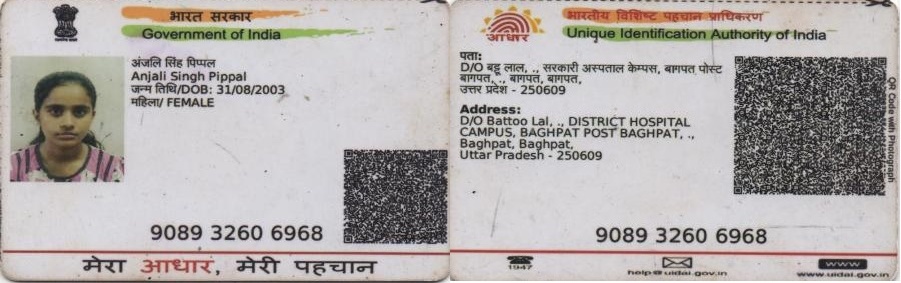 भारत सरकार
Government of India
अंजलि सिंह पिप्पल
Anjali Singh Pippal
जन्म तिथि/DOB: 31/08/2003
महिला/ FEMALE
9089 3260 6968
मेरा आधार, मेरी पहचान
आधार
भारतीय विशिष्ट पहचान प्राधिकरण
Unique Identification Authority of India
पता:
D/O बट्टू लाल, ., सरकारी अस्पताल केम्पस, बागपत पोस्ट
बागपत, ., बागपत, बागपत,
उत्तर प्रदेश - 250609
Address:
D/O Battoo Lal, ., DISTRICT HOSPITAL
CAMPUS, BAGHPAT POST BAGHPAT, .,
Baghpat, Baghpat,
Uttar Pradesh - 250609
QR Code with Photograph
9089 3260 6968
1947
help@uidai.gov.in
www
www.uidai.gov.in